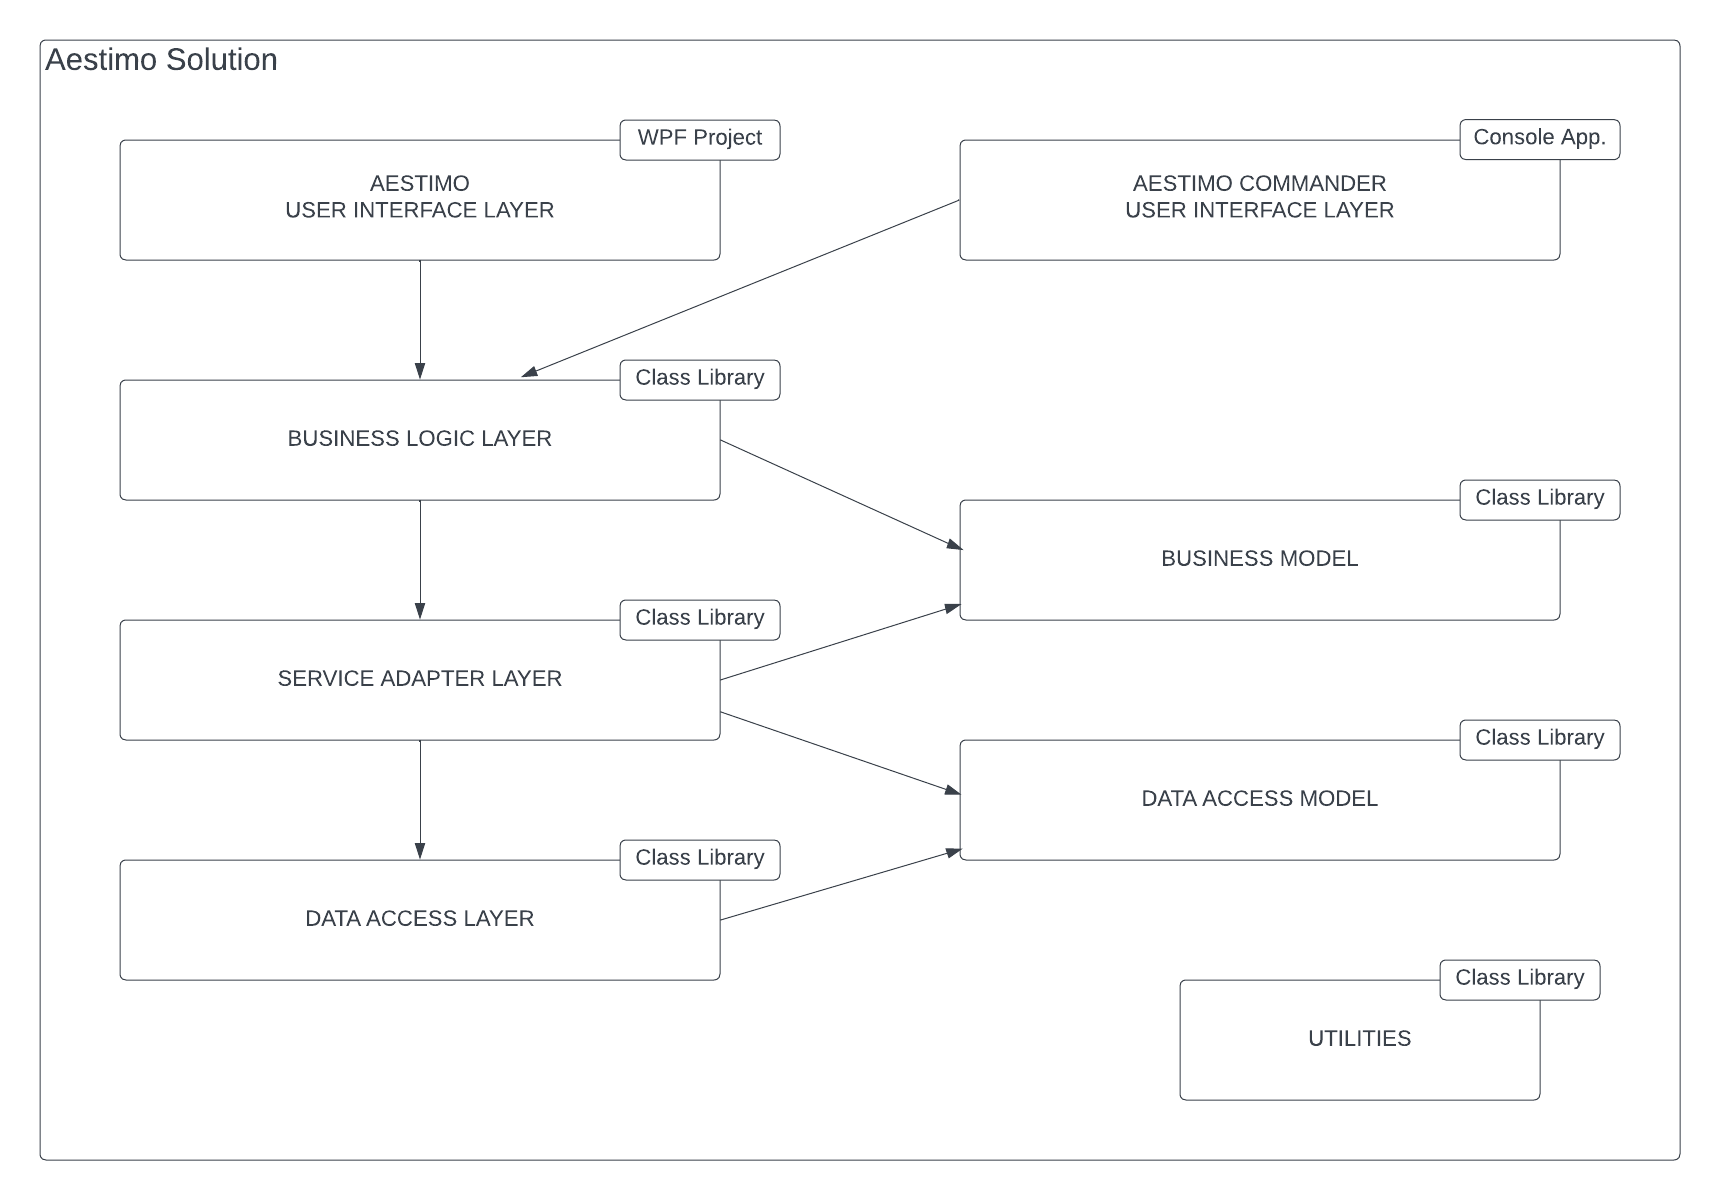 Aestimo Solution
WPF Project
AESTIMO
USER INTERFACE LAYER
Console App.
AESTIMO COMMANDER
USER INTERFACE LAYER
Class Library
BUSINESS LOGIC LAYER
Class Library
BUSINESS MODEL
Class Library
SERVICE ADAPTER LAYER
Class Library
DATA ACCESS MODEL
Class Library
DATA ACCESS LAYER
Class Library
UTILITIES